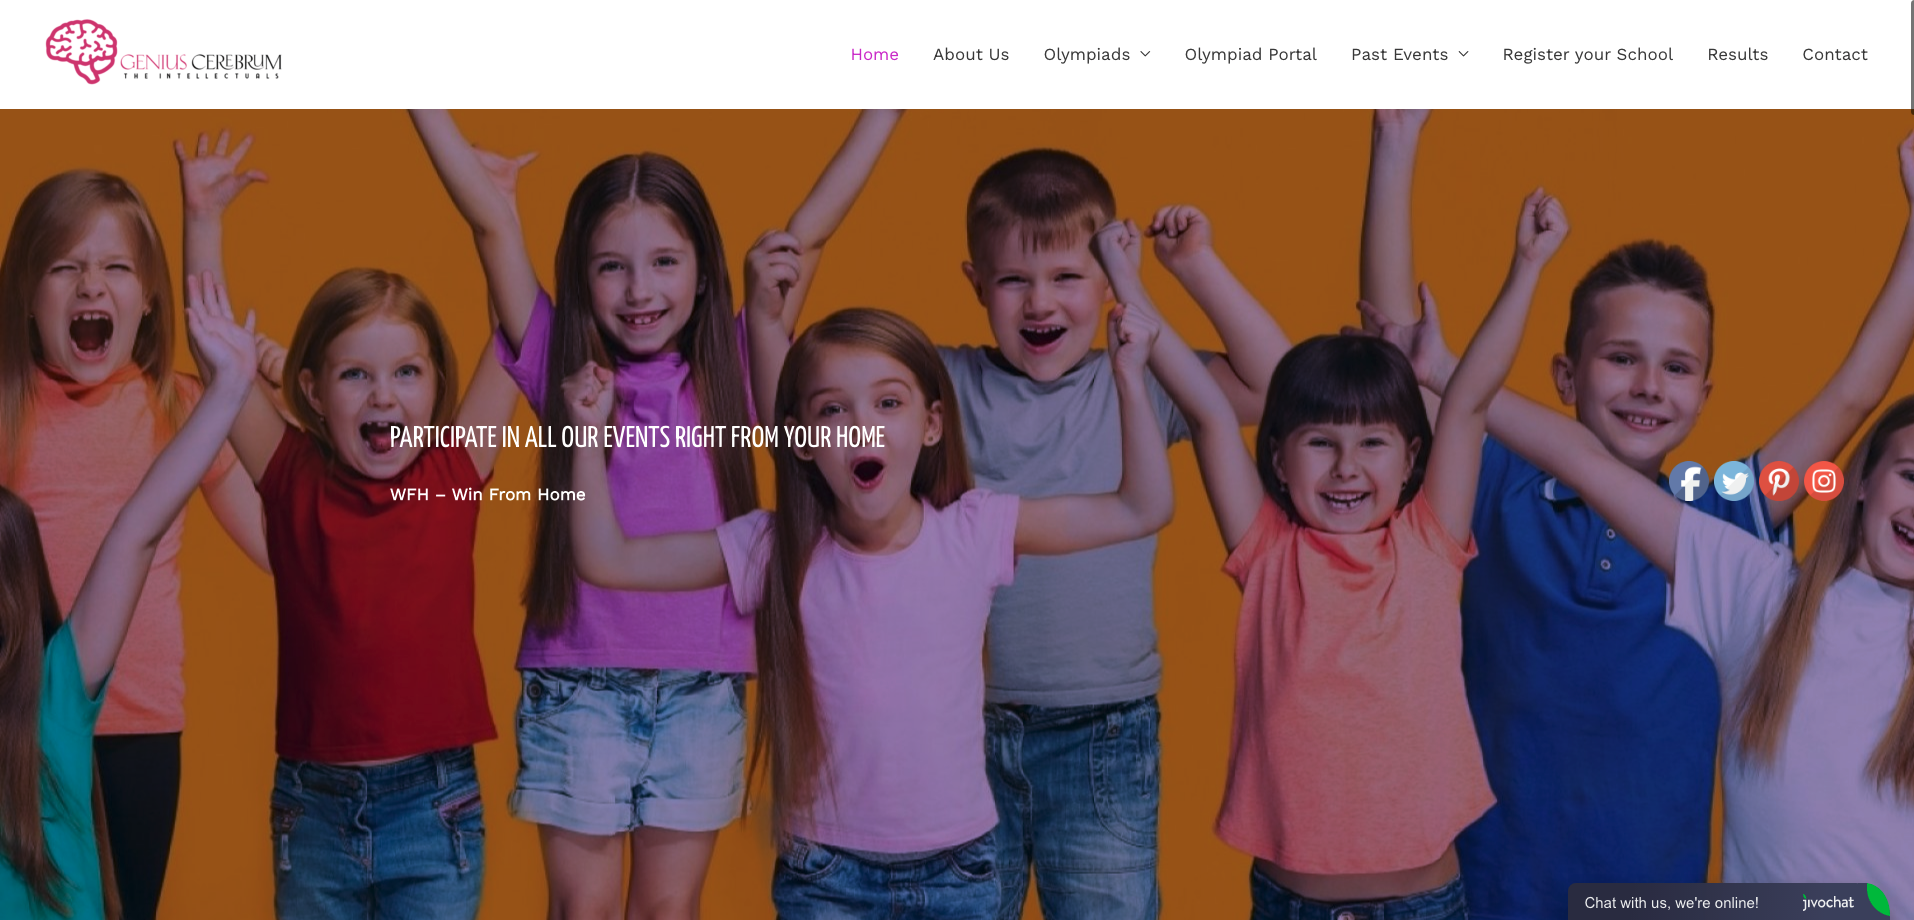 GENIUS CEREBRUM
THE INTELLECTUALS
Home About Us Olympiads Olympiad Portal Past Events Register your School Results Contact
PARTICIPATE IN ALL OUR EVENTS RIGHT FROM YOUR HOME
WFH – Win From Home
Chat with us, we're online! jivochat